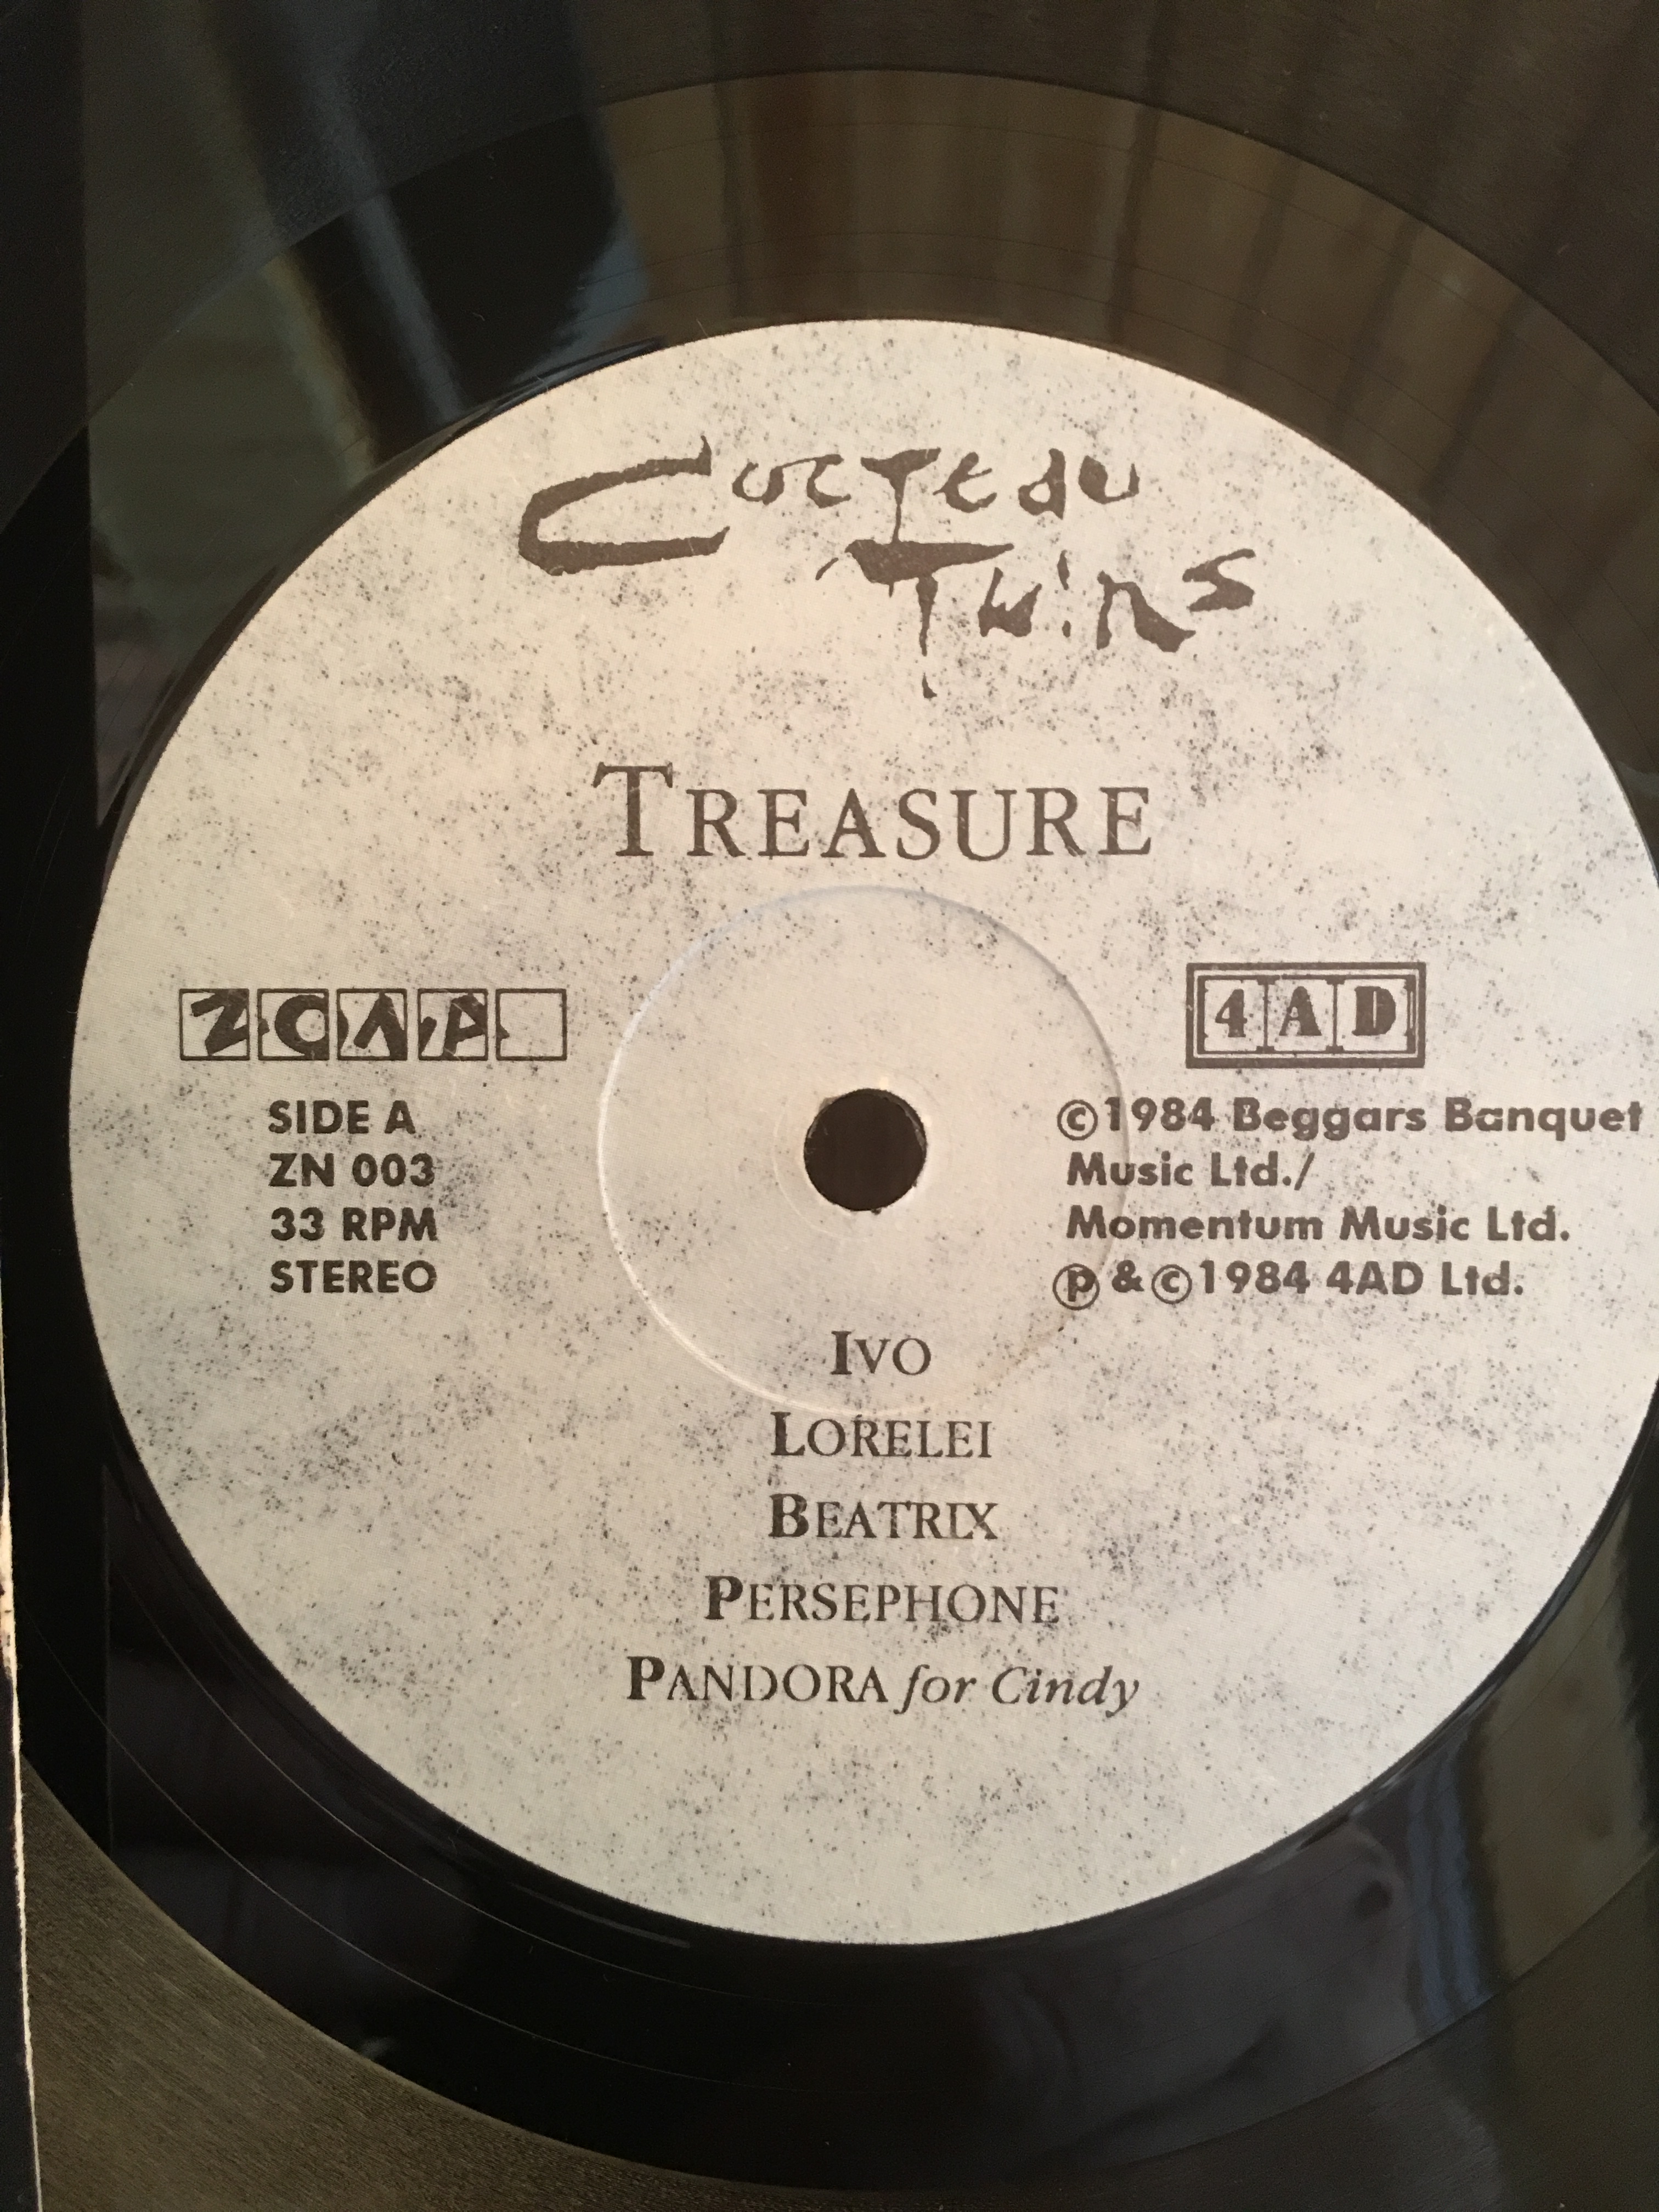 Cocteau
Twins
TREASURE
4AD
SIDE A
ZN 003
33 RPM
STEREO
©1984 Beggars Banquet
Music Ltd./
Momentum Music Ltd.
℗ & ©1984 4AD Ltd.
IVO
LORELEI
BEATRIX
PERSEPHONE
PANDORA for Cindy